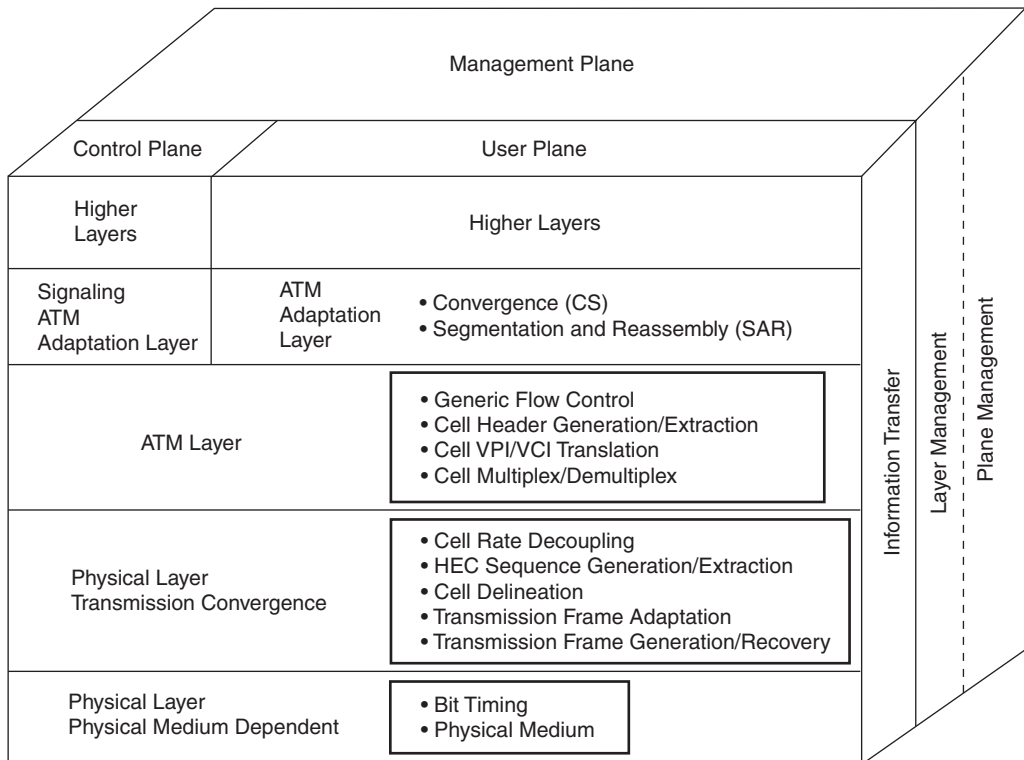 Management Plane
Control Plane
User Plane
Higher
Layers
Higher Layers
Signaling
ATM
Adaptation Layer
ATM
Adaptation
Layer
• Convergence (CS)
• Segmentation and Reassembly (SAR)
ATM Layer
• Generic Flow Control
• Cell Header Generation/Extraction
• Cell VPI/VCI Translation
• Cell Multiplex/Demultiplex
Physical Layer
Transmission Convergence
• Cell Rate Decoupling
• HEC Sequence Generation/Extraction
• Cell Delineation
• Transmission Frame Adaptation
• Transmission Frame Generation/Recovery
Physical Layer
Physical Medium Dependent
• Bit Timing
• Physical Medium
Information Transfer
Layer Management
Plane Management